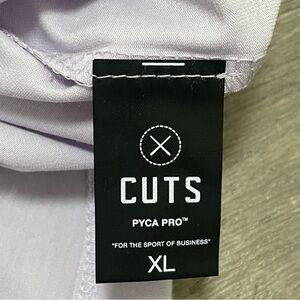 CUTS
PYCA PRO™
"FOR THE SPORT OF BUSINESS"
XL